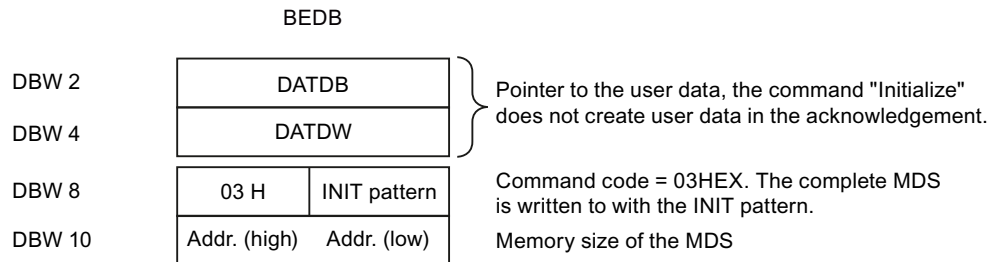 BEDB
DBW 2
DATDB
Pointer to the user data, the command "Initialize"
does not create user data in the acknowledgement.
DBW 4
DATDW
DBW 8
03 H
INIT pattern
Command code = 03HEX. The complete MDS
is written to with the INIT pattern.
DBW 10
Addr. (high)
Addr. (low)
Memory size of the MDS